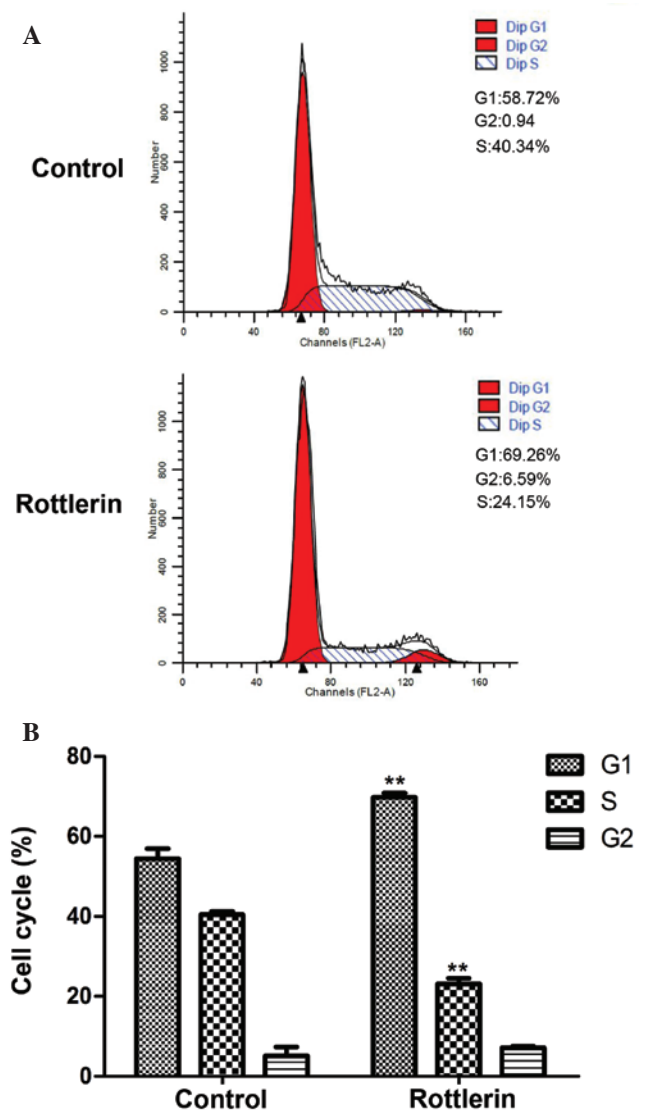 A
Control
Number
1000
800
600
400
200
0
0 40 80 120 160
Channels (FL2-A)
Dip G1
Dip G2
Dip S
G1:58.72%
G2:0.94
S:40.34%
Rottlerin
Number
1000
800
600
400
200
0
0 40 80 120 160
Channels (FL2-A)
Dip G1
Dip G2
Dip S
G1:69.26%
G2:6.59%
S:24.15%
B
Cell cycle (%)
80
60
40
20
0
**
**
G1
S
G2
Control Rottlerin